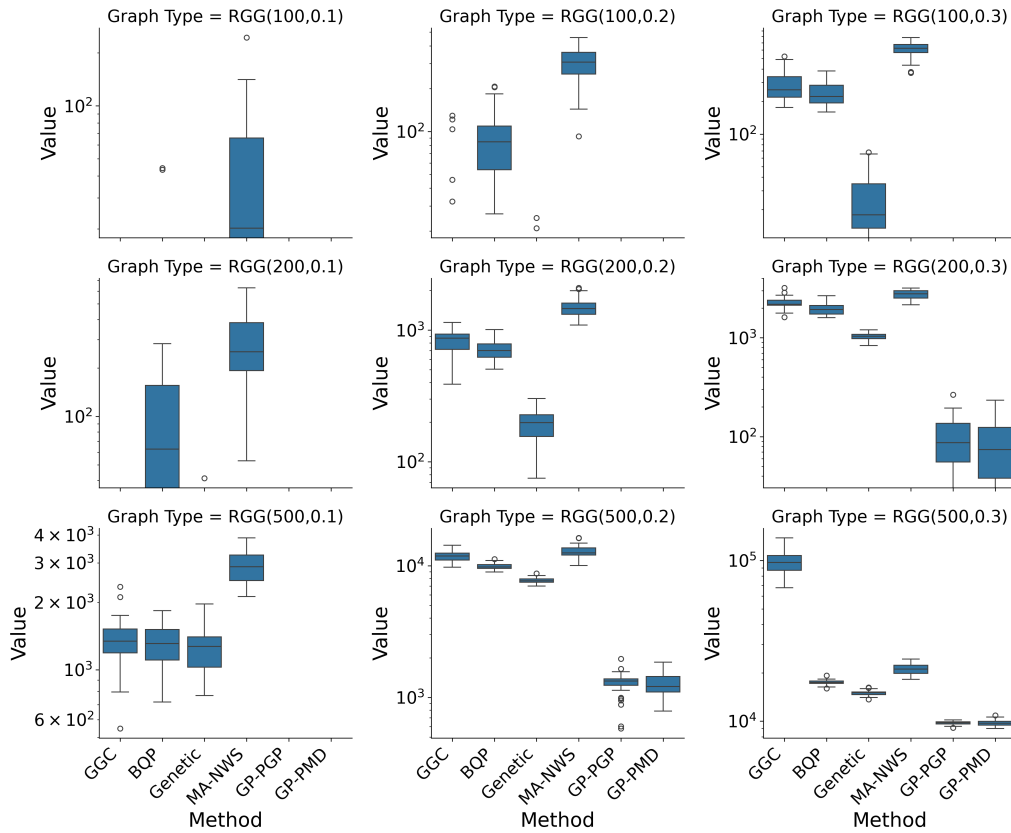 Graph Type = RGG(100,0.1)
Graph Type = RGG(100,0.2)
Graph Type = RGG(100,0.3)
Value
10²
Value
10²
Value
10²
Graph Type = RGG(200,0.1)
Graph Type = RGG(200,0.2)
Graph Type = RGG(200,0.3)
Value
10²
Value
10³
10²
Value
10³
10²
Graph Type = RGG(500,0.1)
Graph Type = RGG(500,0.2)
Graph Type = RGG(500,0.3)
Value
4 × 10³
3 × 10³
2 × 10³
10³
6 × 10²
Value
10⁴
10³
Value
10⁵
10⁴
GGC
BQP
Genetic
MA-NWS
GP-PGP
GP-PMD
Method
GGC
BQP
Genetic
MA-NWS
GP-PGP
GP-PMD
Method
GGC
BQP
Genetic
MA-NWS
GP-PGP
GP-PMD
Method